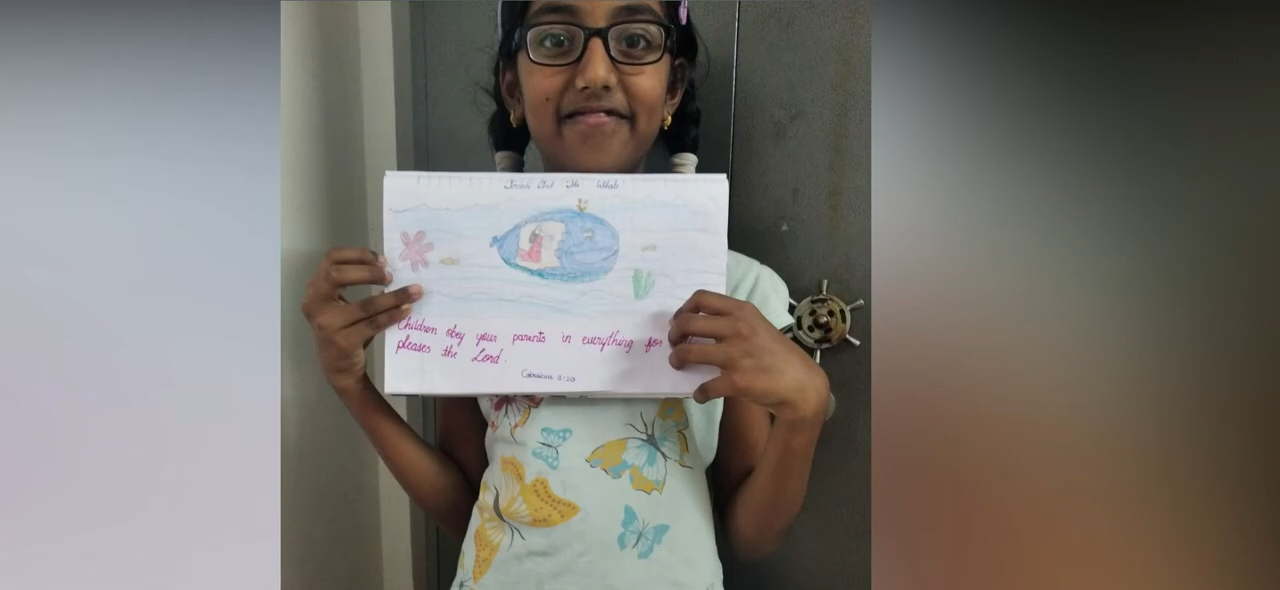 Jonah And The Whale
Children obey your parents in everything for
pleases the Lord.
Colossians 3:20